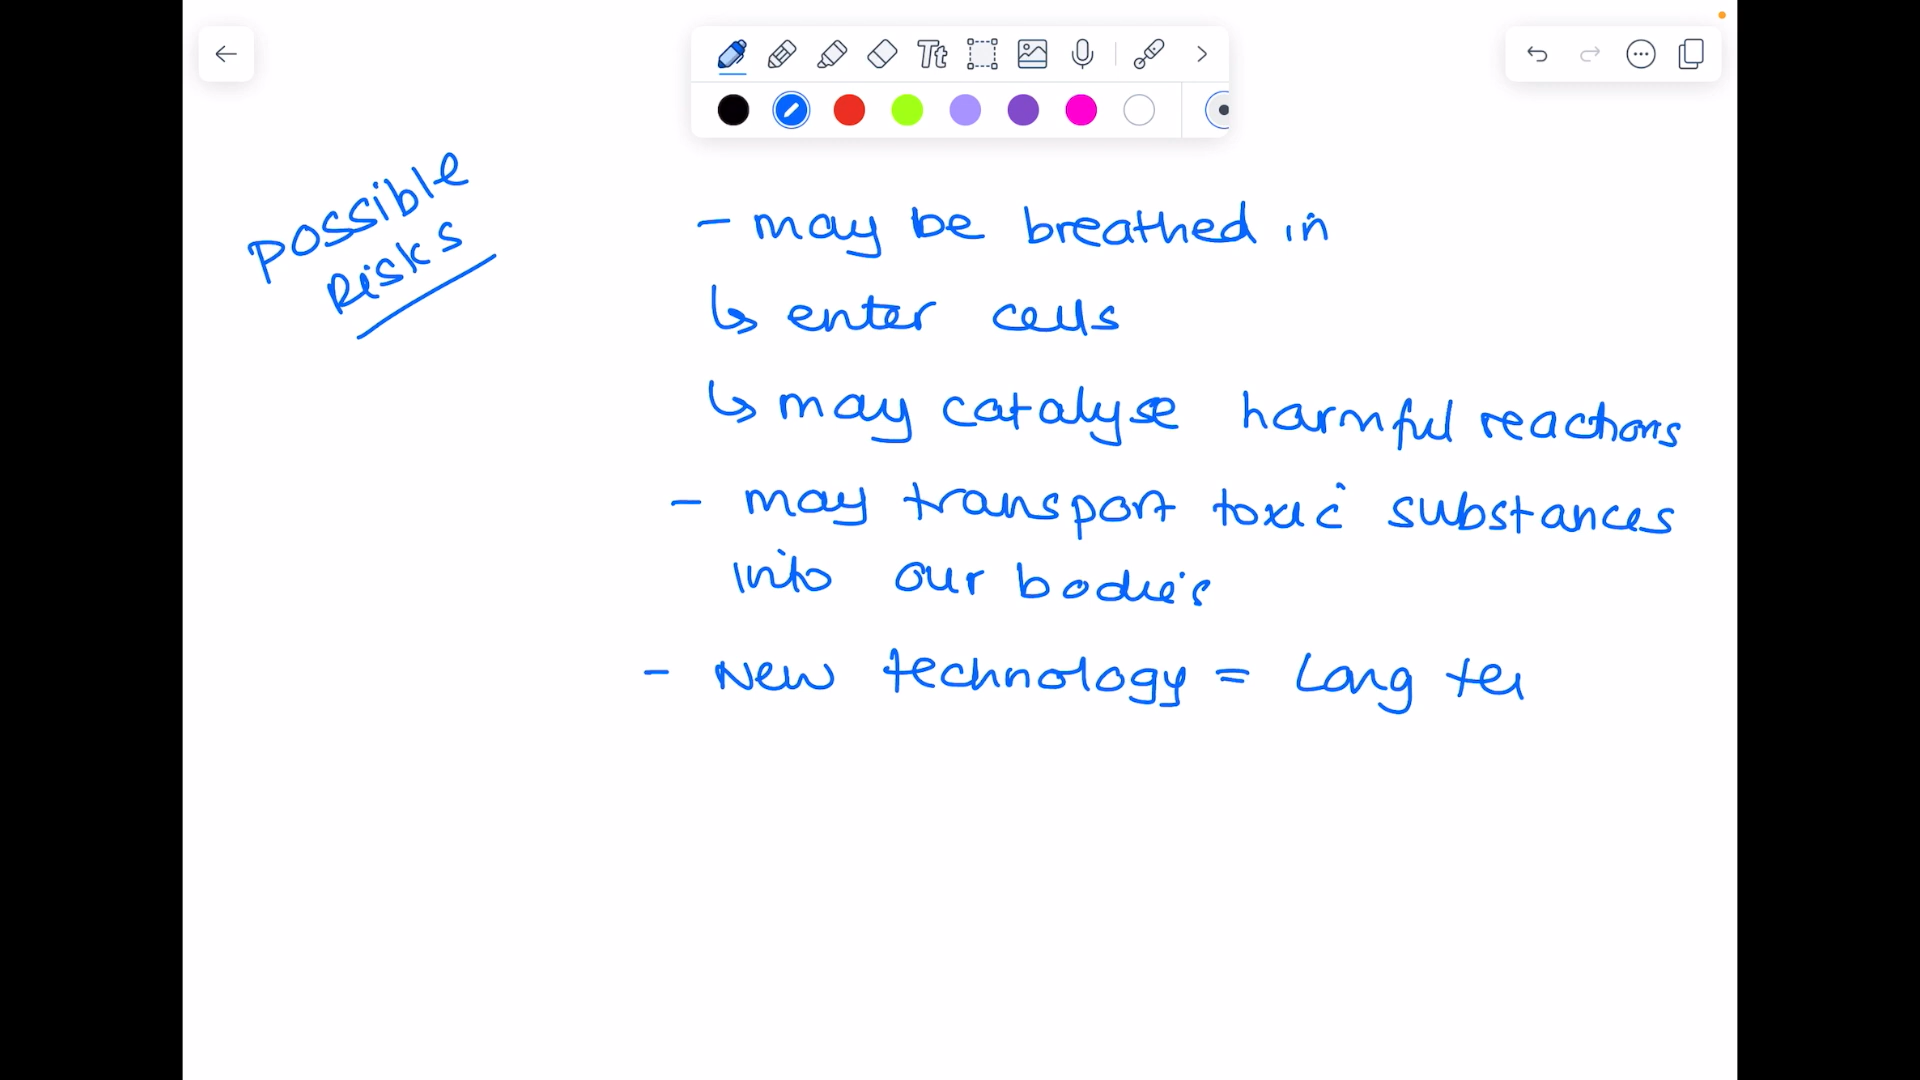 Tt
Possible
Risks
- may be breathed in
↳ enter cells
↳ may catalyse harmful reactions
- may transport toxic substances
into our bodies
- New technology = Long ter